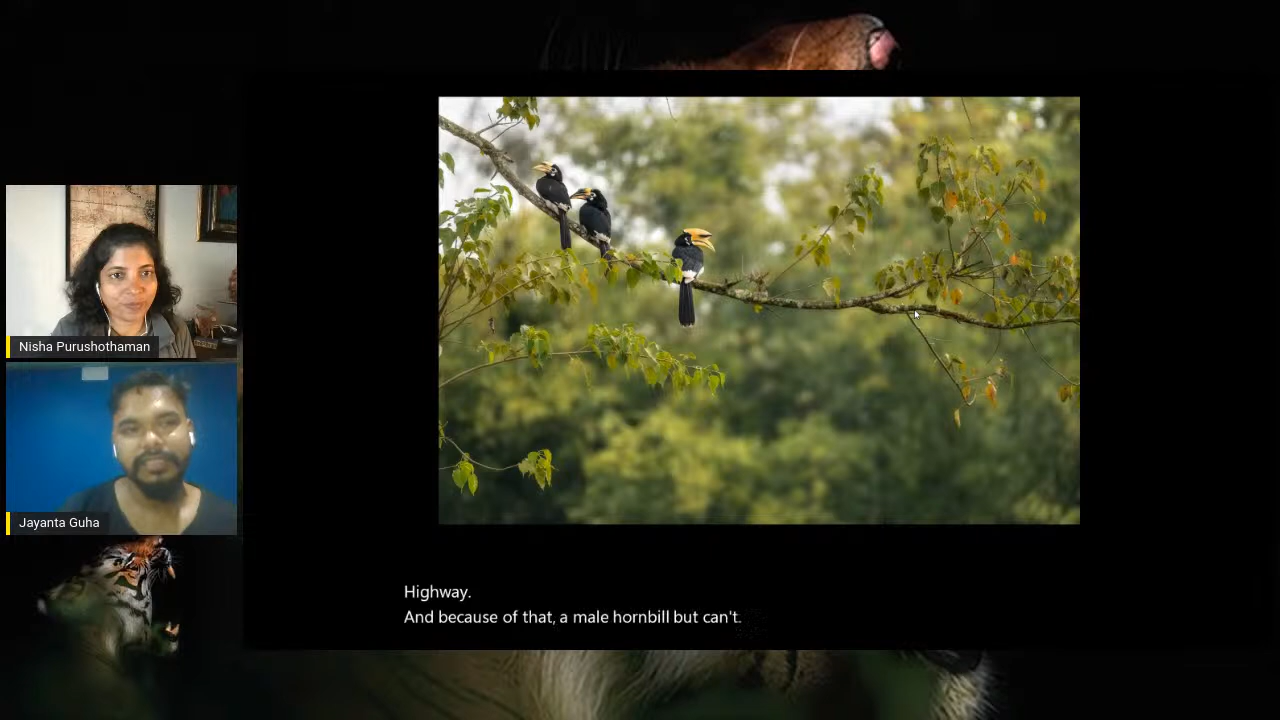 Nisha Purushothaman
Jayanta Guha
Highway.
And because of that, a male hornbill but can't.